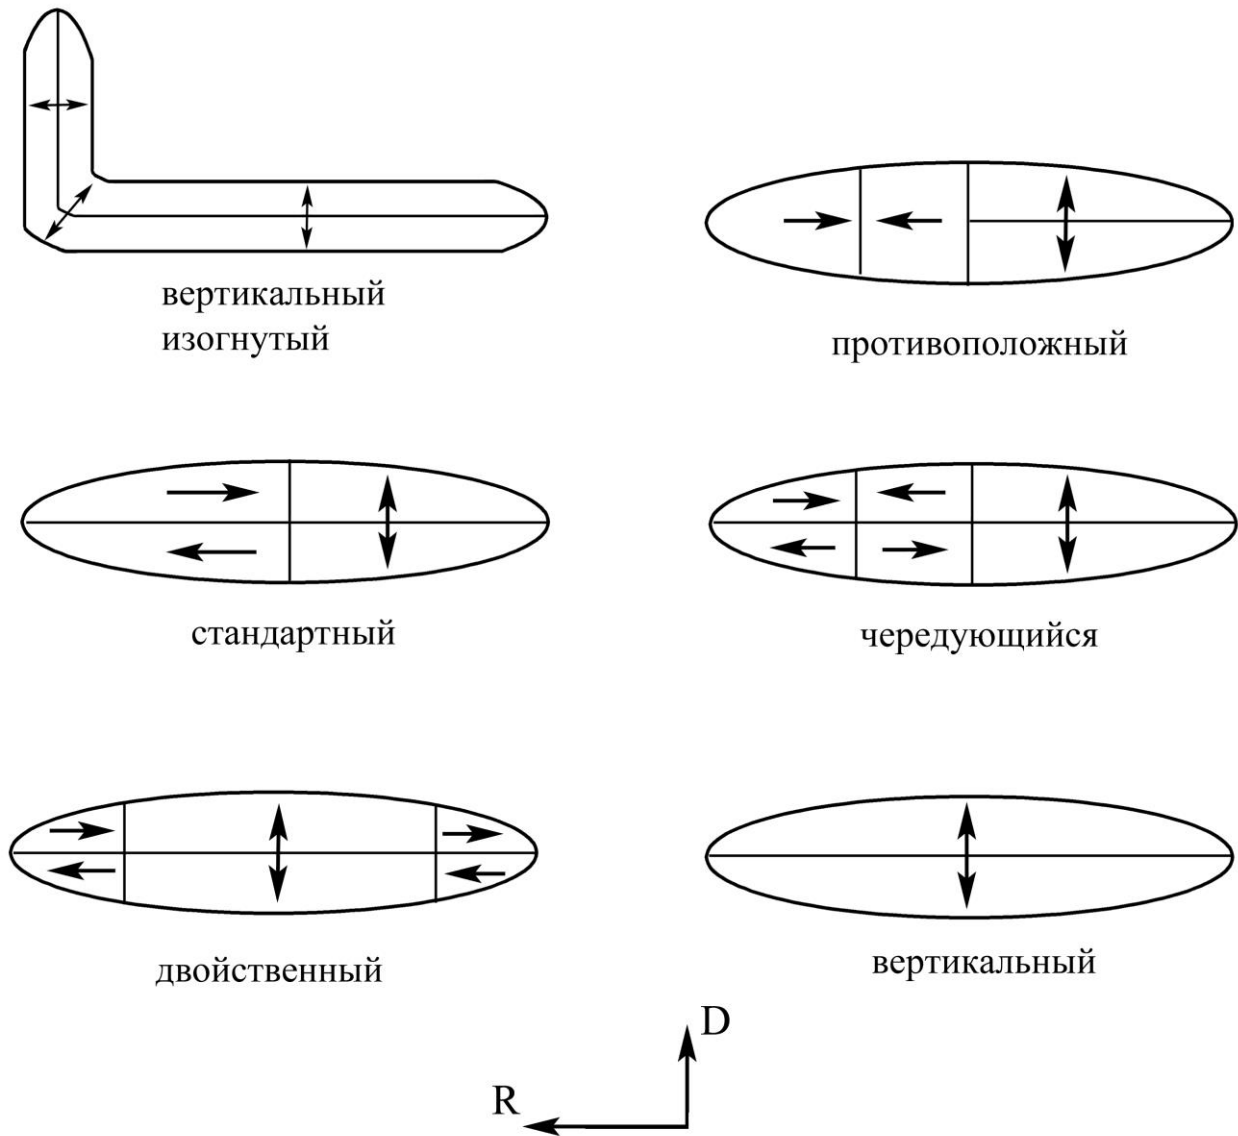 вертикальный
изогнутый
противоположный
стандартный
чередующийся
двойственный
вертикальный
D
R